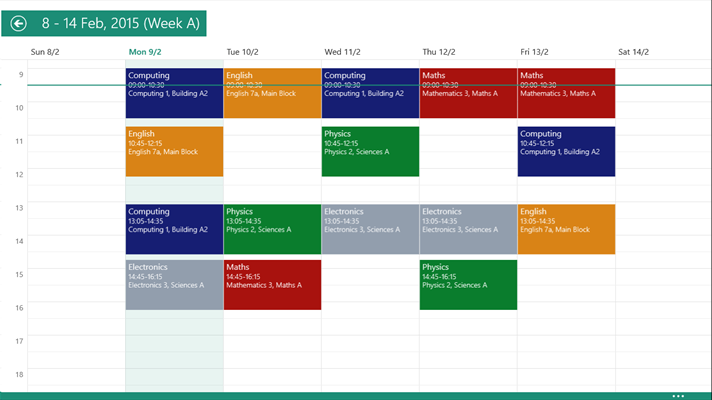 8 - 14 Feb, 2015 (Week A)
Sun 8/2
Mon 9/2
Tue 10/2
Wed 11/2
Thu 12/2
Fri 13/2
Sat 14/2
9
10
11
12
13
14
15
16
17
18
Computing
09:00-10:30
Computing 1, Building A2
English
09:00-10:30
English 7a, Main Block
Computing
09:00-10:30
Computing 1, Building A2
Maths
09:00-10:30
Mathematics 3, Maths A
Maths
09:00-10:30
Mathematics 3, Maths A
English
10:45-12:15
English 7a, Main Block
Physics
10:45-12:15
Physics 2, Sciences A
Computing
10:45-12:15
Computing 1, Building A2
Computing
13:05-14:35
Computing 1, Building A2
Physics
13:05-14:35
Physics 2, Sciences A
Electronics
13:05-14:35
Electronics 3, Sciences A
Electronics
13:05-14:35
Electronics 3, Sciences A
English
13:05-14:35
English 7a, Main Block
Electronics
14:45-16:15
Electronics 3, Sciences A
Maths
14:45-16:15
Mathematics 3, Maths A
Physics
14:45-16:15
Physics 2, Sciences A